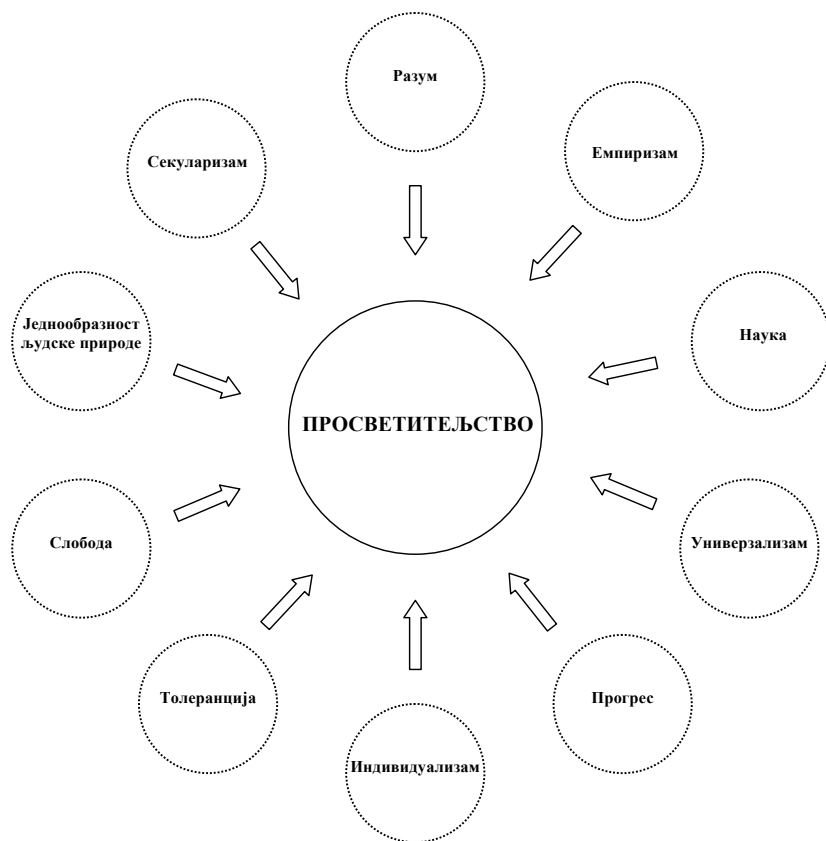 Разум
Емпиризам
Наука
Универзализам
Прогрес
Индивидуализам
Толеранција
Слобода
Једнообразност
људске природе
Секуларизам
ПРОСВЕТИТЕЉСТВО